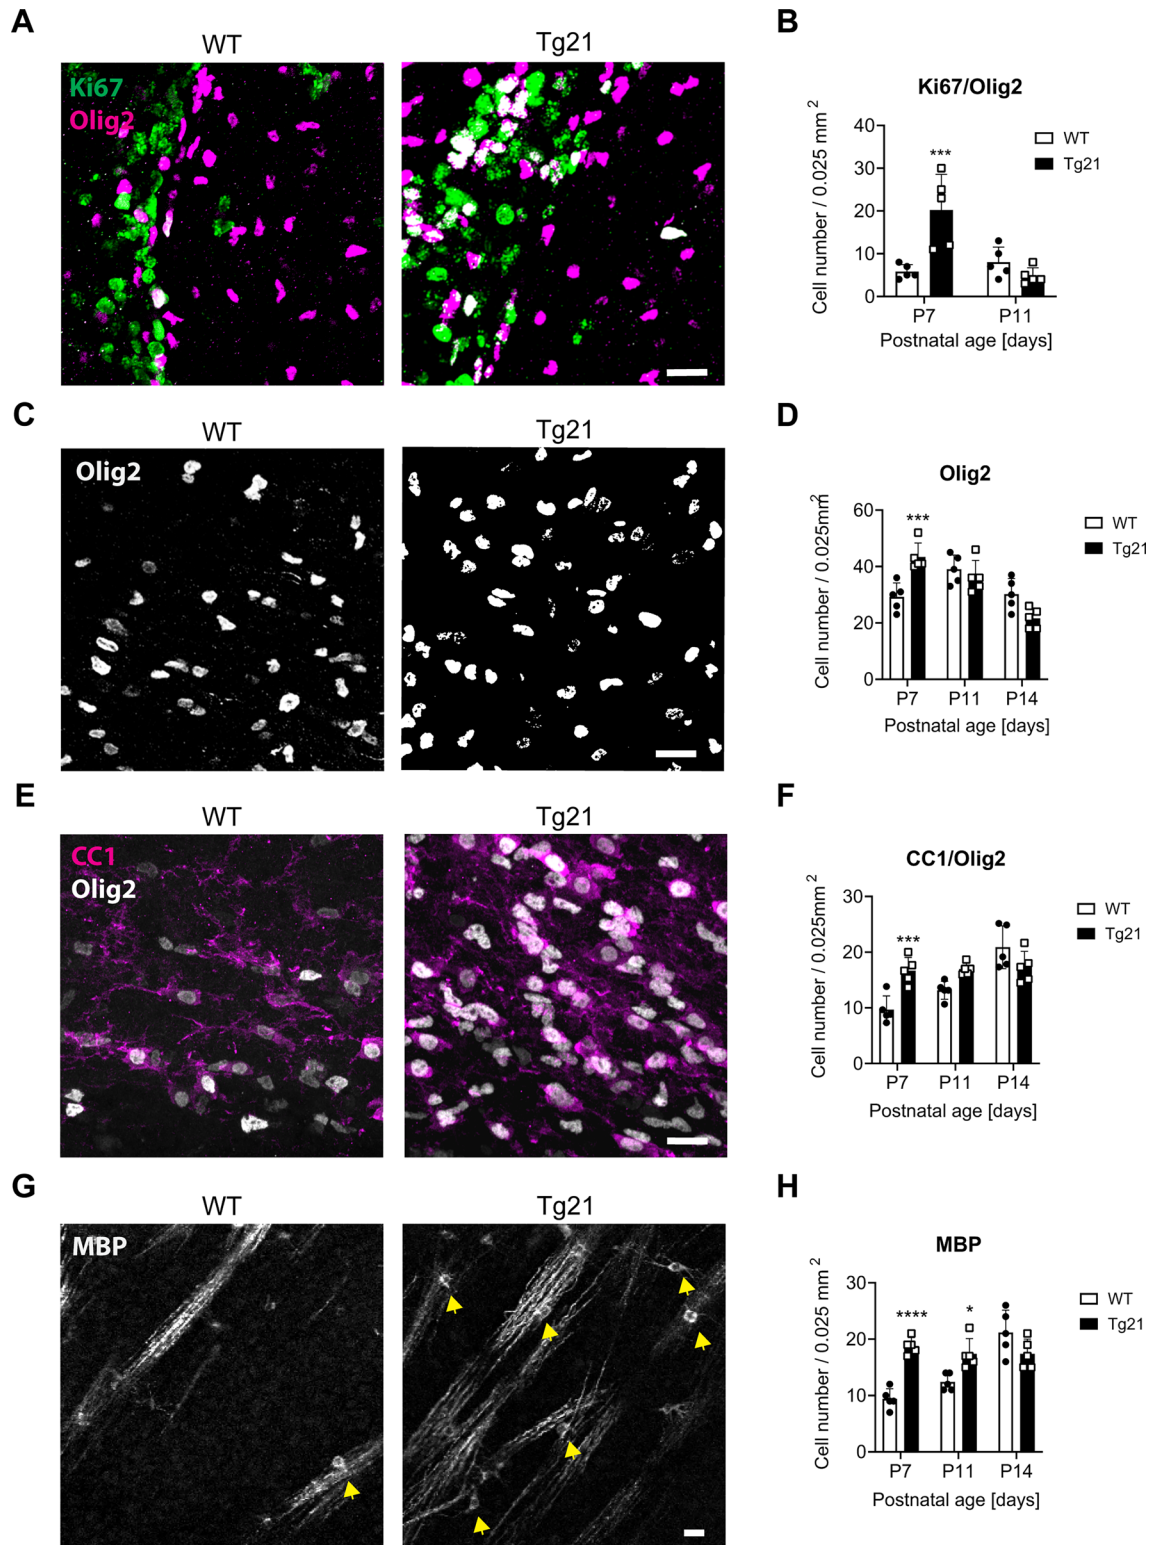 A
WT
Tg21
Ki67
Olig2
B
Ki67/Olig2
Cell number / 0.025 mm 2
40
30
20
10
0
***
P7
P11
Postnatal age [days]
WT
Tg21
C
WT
Tg21
Olig2
D
Olig2
Cell number / 0.025mm2
60
40
20
0
***
P7
P11
P14
Postnatal age [days]
WT
Tg21
E
WT
Tg21
CC1
Olig2
F
CC1/Olig2
Cell number / 0.025mm2
30
20
10
0
***
P7
P11
P14
Postnatal age [days]
WT
Tg21
G
WT
Tg21
MBP
H
MBP
Cell number / 0.025 mm 2
30
20
10
0
****
*
P7
P11
P14
Postnatal age [days]
WT
Tg21